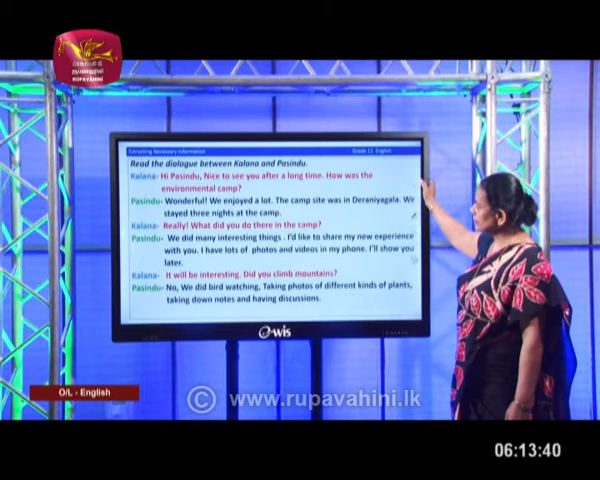 RUPAVAHINI
Extracting Necessary Information
Grade 11 English
Read the dialogue between Kalana and Pasindu.
Kalana- Hi Pasindu, Nice to see you after a long time. How was the
environmental camp?
Pasindu- Wonderful! We enjoyed a lot. The camp site was in Deraniyagala. We
stayed three nights at the camp.
Kalana- Really! What did you do there in the camp?
Pasindu- We did many interesting things . I'd like to share my new experience
with you. I have lots of photos and videos in my phone. I'll show you
later.
Kalana- It will be interesting. Did you climb mountains?
Pasindu- No, We did bird watching, Taking photos of different kinds of plants,
taking down notes and having discussions.
e-wis
O/L - English
© www.rupavahini.lk
06:13:40